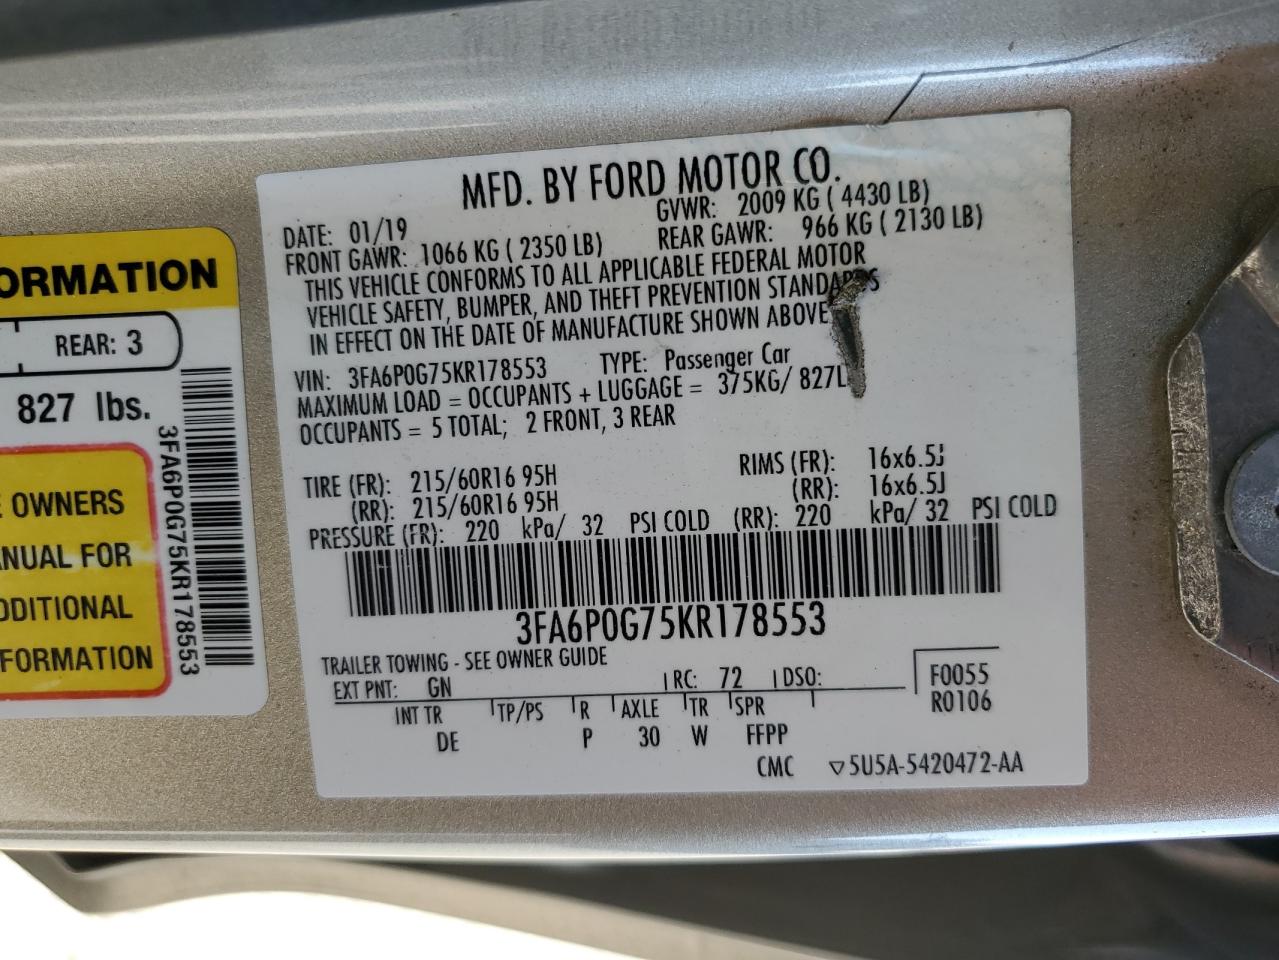 ORMATION
REAR: 3
827 lbs.
3FA6P0G75KR178553
OWNERS
ANUAL FOR
DDITIONAL
FORMATION
MFD. BY FORD MOTOR CO.
DATE: 01/19 GVWR: 2009 KG ( 4430 LB)
FRONT GAWR: 1066 KG ( 2350 LB) REAR GAWR: 966 KG ( 2130 LB)
THIS VEHICLE CONFORMS TO ALL APPLICABLE FEDERAL MOTOR
VEHICLE SAFETY, BUMPER, AND THEFT PREVENTION STANDARDS
IN EFFECT ON THE DATE OF MANUFACTURE SHOWN ABOVE.
VIN: 3FA6P0G75KR178553 TYPE: Passenger Car
MAXIMUM LOAD = OCCUPANTS + LUGGAGE = 375KG/ 827L
OCCUPANTS = 5 TOTAL; 2 FRONT, 3 REAR
TIRE (FR): 215/60R16 95H RIMS (FR): 16x6.5J
(RR): 215/60R16 95H (RR): 16x6.5J
PRESSURE (FR): 220 kPa/ 32 PSI COLD (RR): 220 kPa/ 32 PSI COLD
3FA6P0G75KR178553
TRAILER TOWING - SEE OWNER GUIDE
EXT PNT: GN RC: 72 DSO: F0055
R0106
INT TR TP/PS R AXLE TR SPR
DE P 30 W FFPP
CMC ▽5U5A-5420472-AA